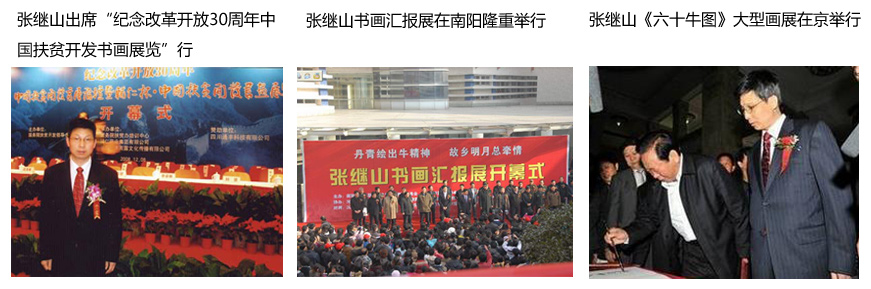 张继山出席“纪念改革开放30周年中
国扶贫开发书画展览”行
张继山书画汇报展在南阳隆重举行
张继山《六十牛图》大型画展在京举行
纪念改革开放30周年
开幕式
2008.12.06
丹青绘出牛精神 故乡明月总牵情
张继山书画汇报展开幕式